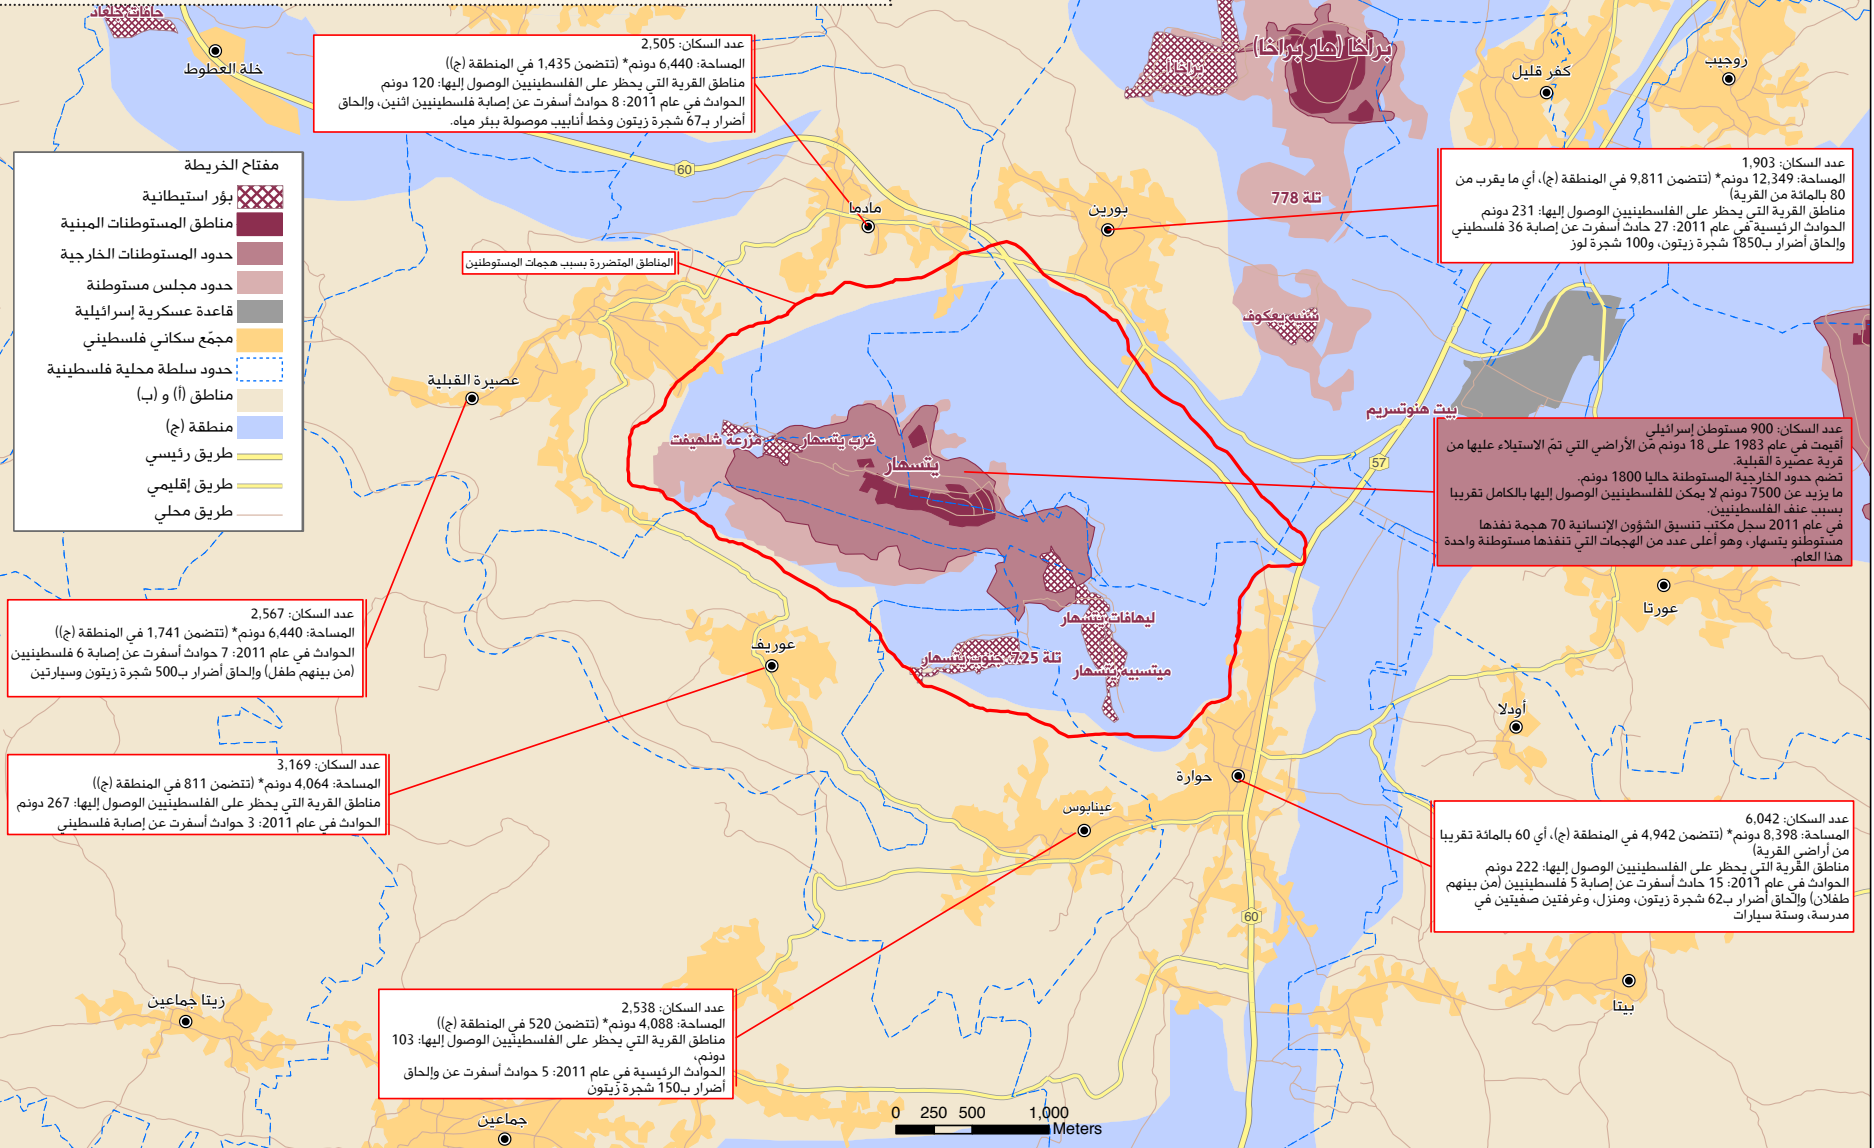 حافات جلعاد
خلة العطوط
عدد السكان: 2,505
المساحة: 6,440 دونم* (تتضمن 1,435 في المنطقة (ج))
مناطق القرية التي يحظر على الفلسطينيين الوصول إليها: 120 دونم
الحوادث في عام 2011: 8 حوادث أسفرت عن إصابة فلسطينيين اثنين، وإلحاق
أضرار بـ67 شجرة زيتون وخط أنابيب موصولة ببئر مياه.
براخا (هار براخا)
براخا أ
كفر قليل
روجيب
مفتاح الخريطة
بؤر استيطانية
مناطق المستوطنات المبنية
حدود المستوطنات الخارجية
حدود مجلس مستوطنة
قاعدة عسكرية إسرائيلية
مجمّع سكاني فلسطيني
حدود سلطة محلية فلسطينية
مناطق (أ) و (ب)
منطقة (ج)
طريق رئيسي
طريق إقليمي
طريق محلي
60
مادما
بورين
تلة 778
عدد السكان: 1,903
المساحة: 12,349 دونم* (تتضمن 9,811 في المنطقة (ج)، أي ما يقرب من
80 بالمائة من القرية)
مناطق القرية التي يحظر على الفلسطينيين الوصول إليها: 231 دونم
الحوادث الرئيسية في عام 2011: 27 حادث أسفرت عن إصابة 36 فلسطيني
وإلحاق أضرار ب1850 شجرة زيتون، و100 شجرة لوز
المناطق المتضررة بسبب هجمات المستوطنين
شنيه يعكوف
عصيرة القبلية
بيت هنوتسريم
مزرعة شلهيفت
غرب يتسهار
يتسهار
57
عدد السكان: 900 مستوطن إسرائيلي
أقيمت في عام 1983 على 18 دونم من الأراضي التي تمّ الاستيلاء عليها من
قرية عصيرة القبلية.
تضم حدود الخارجية المستوطنة حاليا 1800 دونم.
ما يزيد عن 7500 دونم لا يمكن للفلسطينيين الوصول إليها بالكامل تقريبا
بسبب عنف الفلسطينيين.
في عام 2011 سجل مكتب تنسيق الشؤون الإنسانية 70 هجمة نفذها
مستوطنو يتسهار، وهو أعلى عدد من الهجمات التي تنفذها مستوطنة واحدة
هذا العام.
عورتا
عدد السكان: 2,567
المساحة: 6,440 دونم* (تتضمن 1,741 في المنطقة (ج))
الحوادث في عام 2011: 7 حوادث أسفرت عن إصابة 6 فلسطينيين
(من بينهم طفل) وإلحاق أضرار ب500 شجرة زيتون وسيارتين
عوريف
ليهافات يتسهار
تلة 725، جنوب يتسهار
ميتسبيه يتسهار
أودلا
عدد السكان: 3,169
المساحة: 4,064 دونم* (تتضمن 811 في المنطقة (ج))
مناطق القرية التي يحظر على الفلسطينيين الوصول إليها: 267 دونم
الحوادث في عام 2011: 3 حوادث أسفرت عن إصابة فلسطيني
حوارة
عينابوس
عدد السكان: 6,042
المساحة: 8,398 دونم* (تتضمن 4,942 في المنطقة (ج)، أي 60 بالمائة تقريبا
من أراضي القرية)
مناطق القرية التي يحظر على الفلسطينيين الوصول إليها: 222 دونم
الحوادث في عام 2011: 15 حادث أسفرت عن إصابة 5 فلسطينيين (من بينهم
طفلان) وإلحاق أضرار ب62 شجرة زيتون، ومنزل، وغرفتين صفيتين في
مدرسة، وستة سيارات
60
زيتا جماعين
بيتا
عدد السكان: 2,538
المساحة: 4,088 دونم* (تتضمن 520 في المنطقة (ج))
مناطق القرية التي يحظر على الفلسطينيين الوصول إليها: 103
دونم،
الحوادث الرئيسية في عام 2011: 5 حوادث أسفرت عن وإلحاق
أضرار ب150 شجرة زيتون
جماعين
0 250 500 1,000
Meters